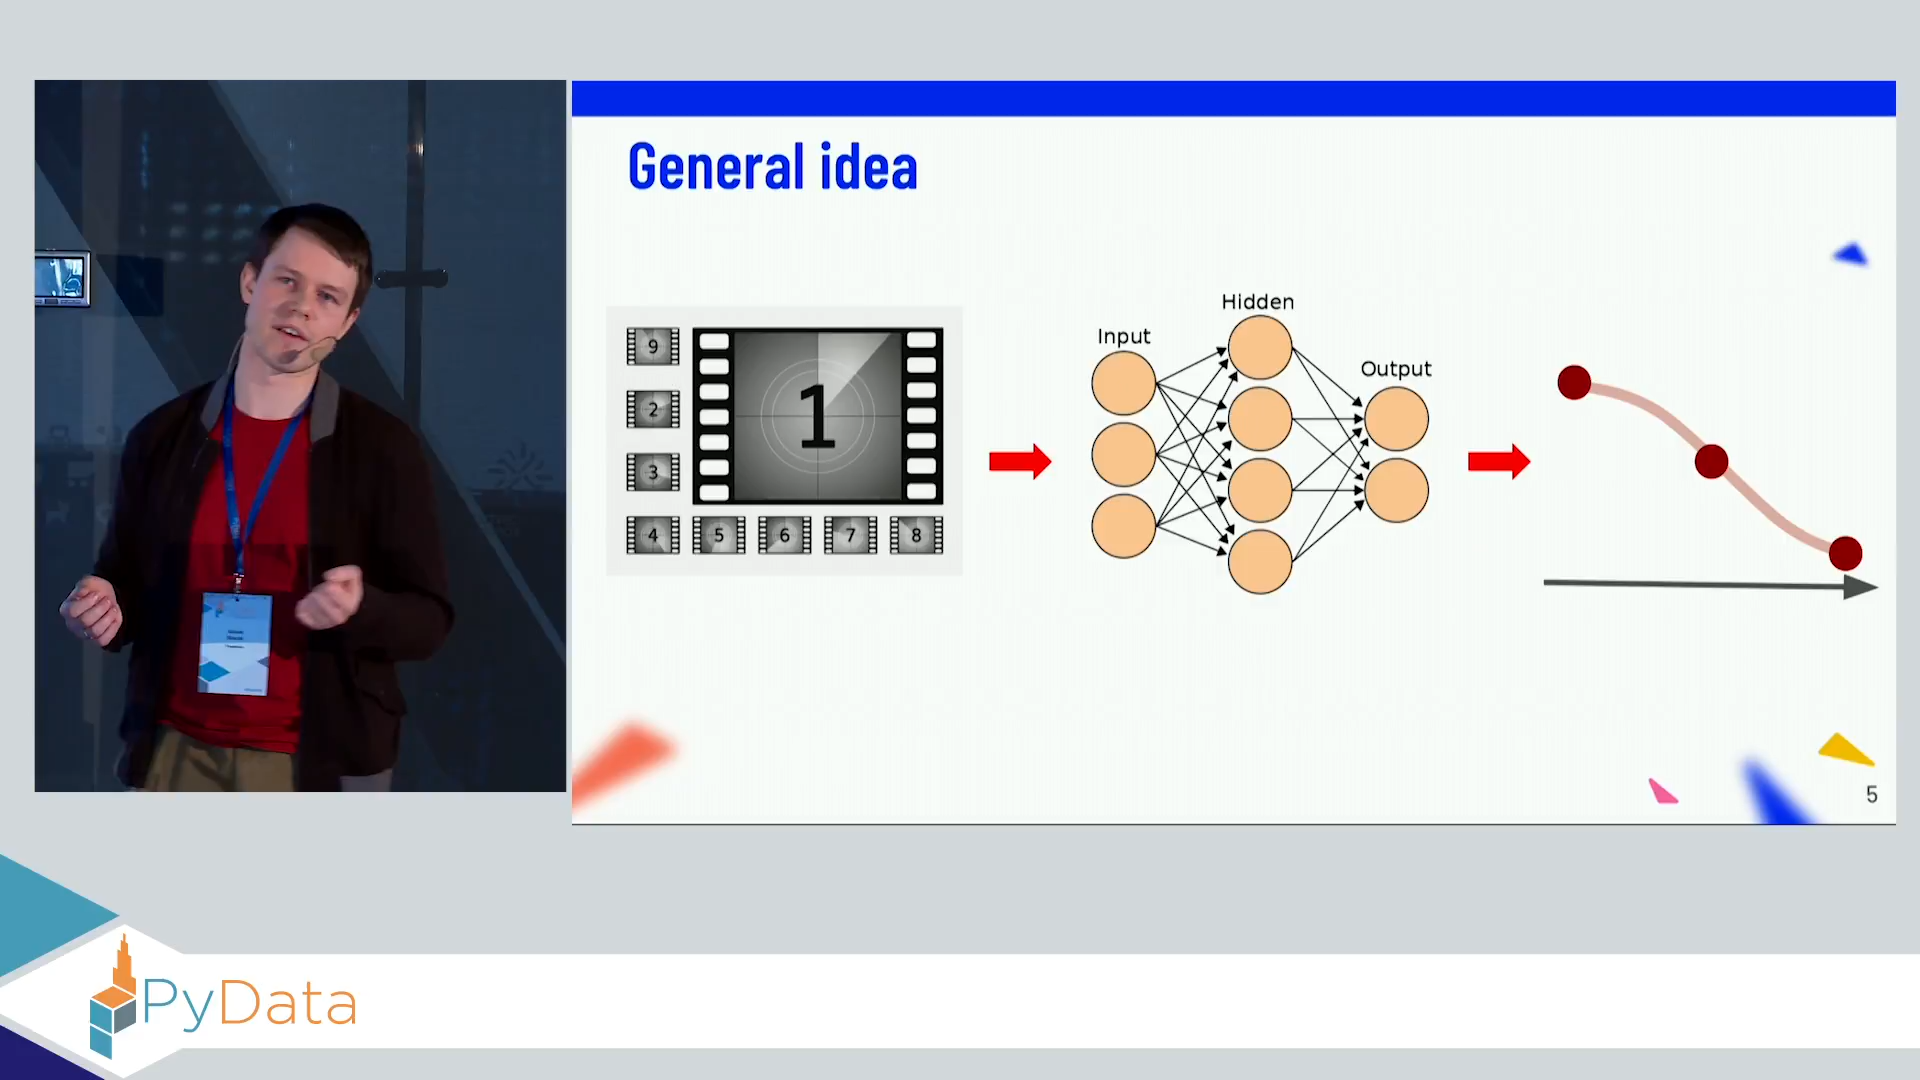 General idea
Hidden
Input
Output
9
1
2
3
4 5 6 7 8
5
PyData